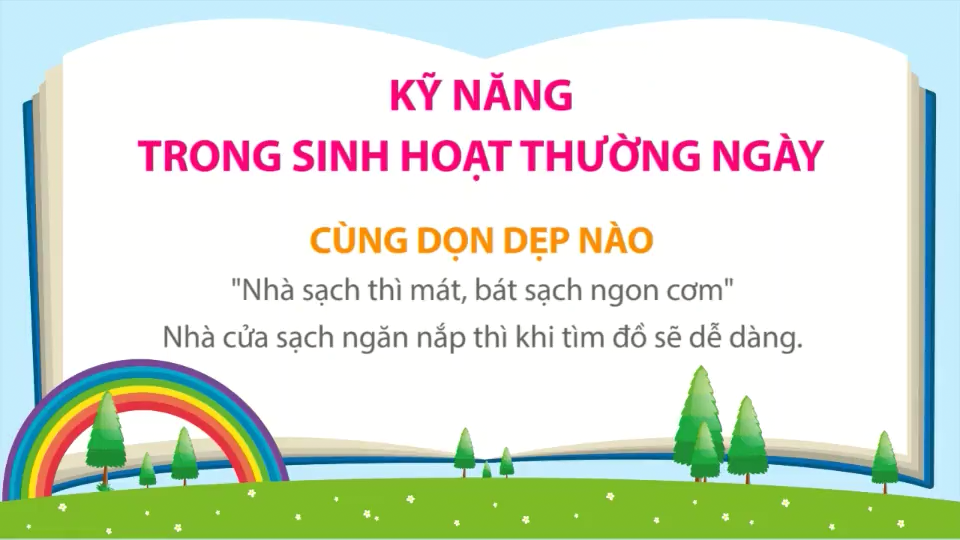 KỸ NĂNG
TRONG SINH HOẠT THƯỜNG NGÀY
CÙNG DỌN DẸP NÀO
"Nhà sạch thì mát, bát sạch ngon cơm"
Nhà cửa sạch ngăn nắp thì khi tìm đồ sẽ dễ dàng.